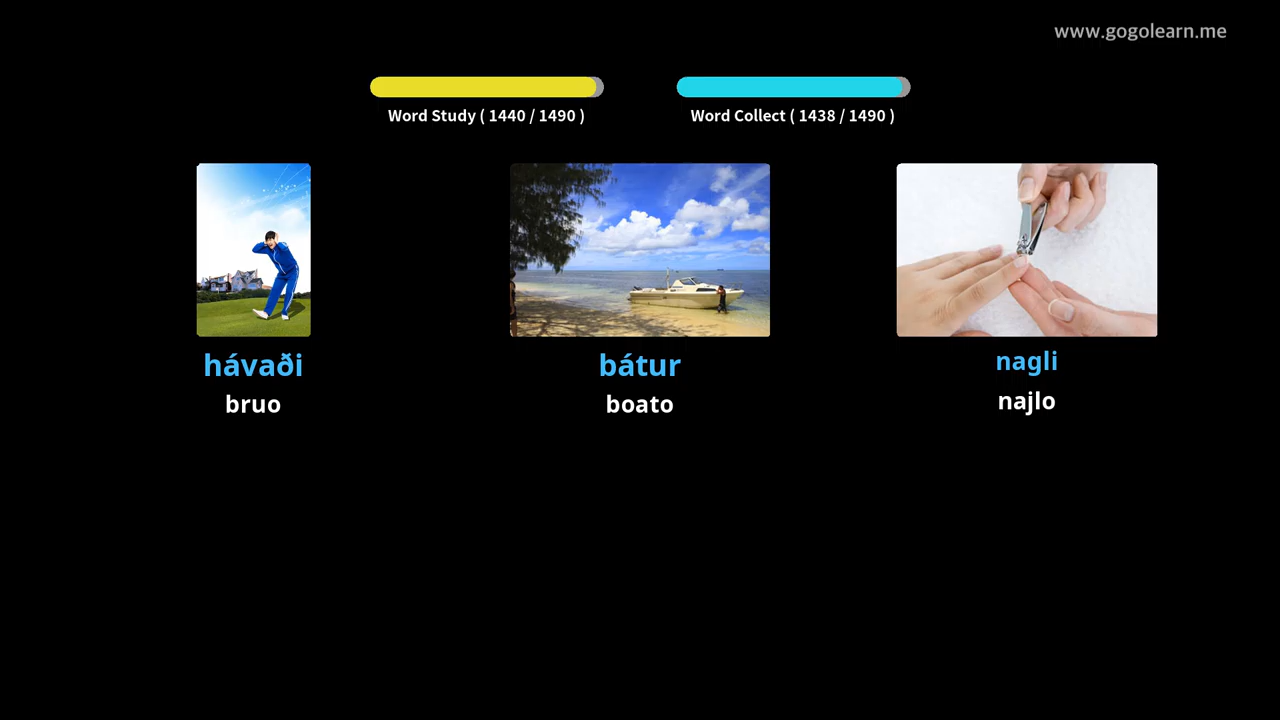 www.gogolearn.me
Word Study ( 1440 / 1490 )
Word Collect ( 1438 / 1490 )
hávaði
bruo
bátur
boato
nagli
najlo